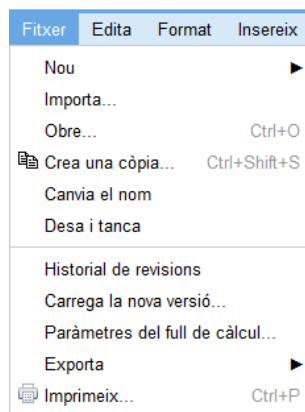 Fitxer Edita Format Insereix
Nou
Importa...
Obre... Ctrl+O
Crea una còpia... Ctrl+Shift+S
Canvia el nom
Desa i tanca
Historial de revisions
Carrega la nova versió...
Paràmetres del full de càlcul...
Exporta
Imprimeix... Ctrl+P